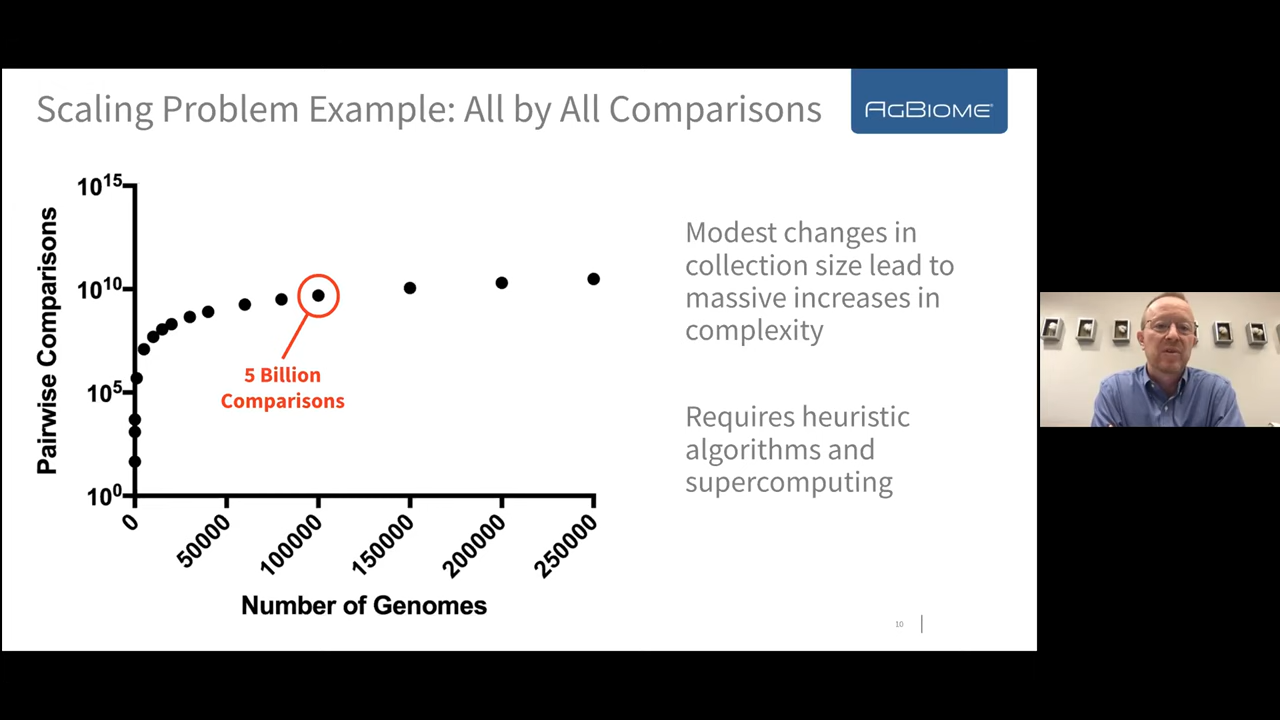 Scaling Problem Example: All by All Comparisons
AGBIOME
Pairwise Comparisons
10^15
10^10
10^5
10^0
0
50000
100000
150000
200000
250000
Number of Genomes
5 Billion
Comparisons
Modest changes in
collection size lead to
massive increases in
complexity
Requires heuristic
algorithms and
supercomputing
10